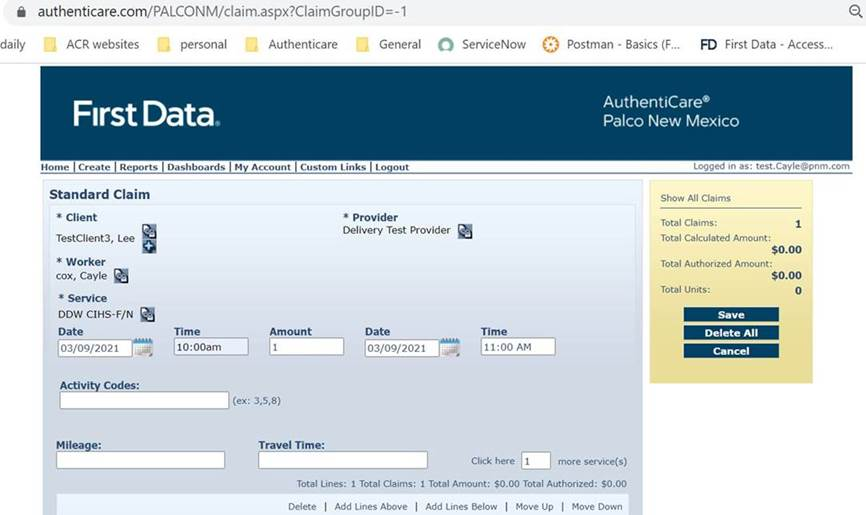 authenticare.com/PALCONM/claim.aspx?ClaimGroupID=-1
daily ACR websites personal Authenticare General ServiceNow Postman - Basics (F... FD First Data - Access...
First Data.
AuthentiCare®
Palco New Mexico
Home | Create | Reports | Dashboards | My Account | Custom Links | Logout
Logged in as: test.Cayle@pnm.com
Standard Claim
* Client
TestClient3, Lee
* Provider
Delivery Test Provider
* Worker
cox, Cayle
* Service
DDW CIHS-F/N
Date Time Amount Date Time
03/09/2021 10:00am 1 03/09/2021 11:00 AM
Activity Codes:
(ex: 3,5,8)
Mileage: Travel Time:
Click here 1 more service(s)
Total Lines: 1 Total Claims: 1 Total Amount: $0.00 Total Authorized: $0.00
Delete | Add Lines Above | Add Lines Below | Move Up | Move Down
Show All Claims
Total Claims: 1
Total Calculated Amount:
$0.00
Total Authorized Amount:
$0.00
Total Units: 0
Save
Delete All
Cancel